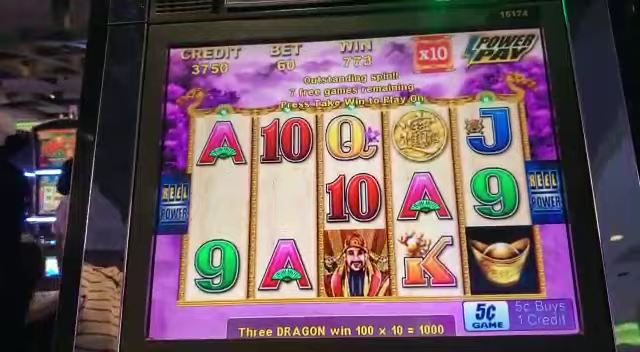 15174
CREDIT BET WIN
3750 60 773
x10
POWER PAY
Outstanding spin!!
7 free games remaining
Press Take Win to Play On
A 10 Q J
REEL POWER
10 A 9
REEL POWER
9 A K
Three DRAGON win 100 x 10 = 1000
5¢ GAME
5¢ Buys
1 Credit